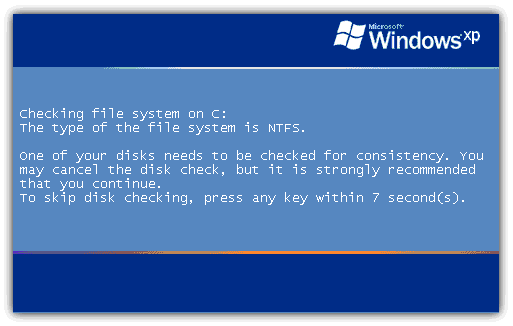 Microsoft
Windows xp
Checking file system on C:
The type of the file system is NTFS.
One of your disks needs to be checked for consistency. You
may cancel the disk check, but it is strongly recommended
that you continue.
To skip disk checking, press any key within 7 second(s).